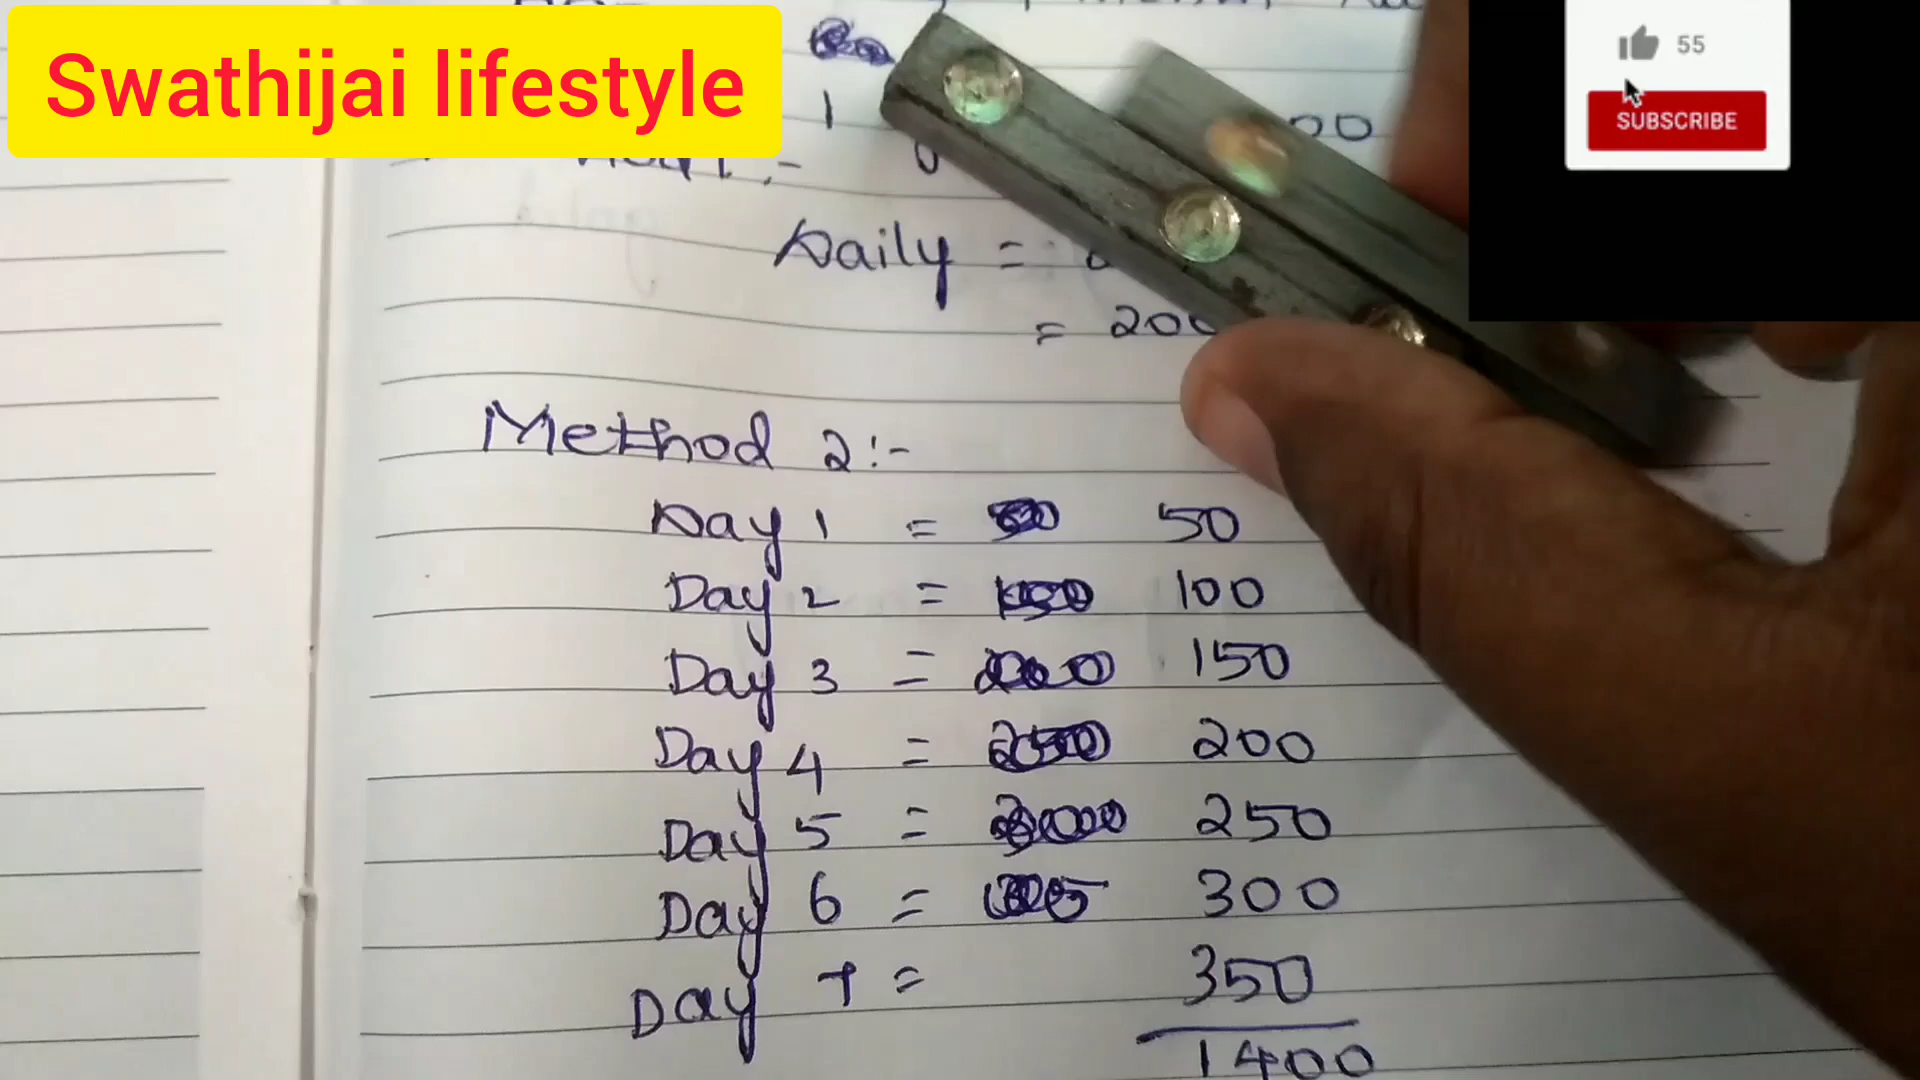 Swathijai lifestyle
55
SUBSCRIBE
1
Daily =
= 200
Method 2:-
Day 1 = 50
Day 2 = 100
Day 3 = 150
Day 4 = 200
Day 5 = 250
Day 6 = 300
Day 7 = 350
1400